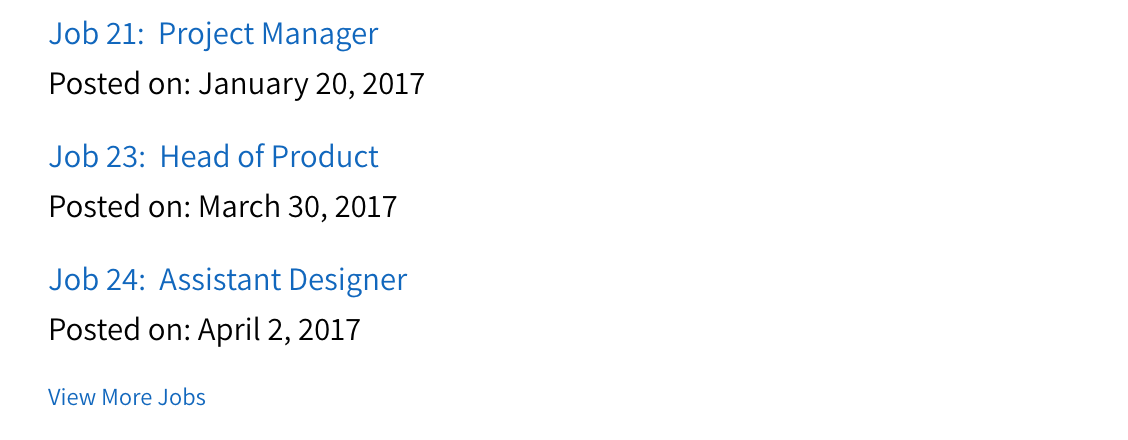 Job 21:  Project Manager
Posted on: January 20, 2017
Job 23:  Head of Product
Posted on: March 30, 2017
Job 24:  Assistant Designer
Posted on: April 2, 2017
View More Jobs